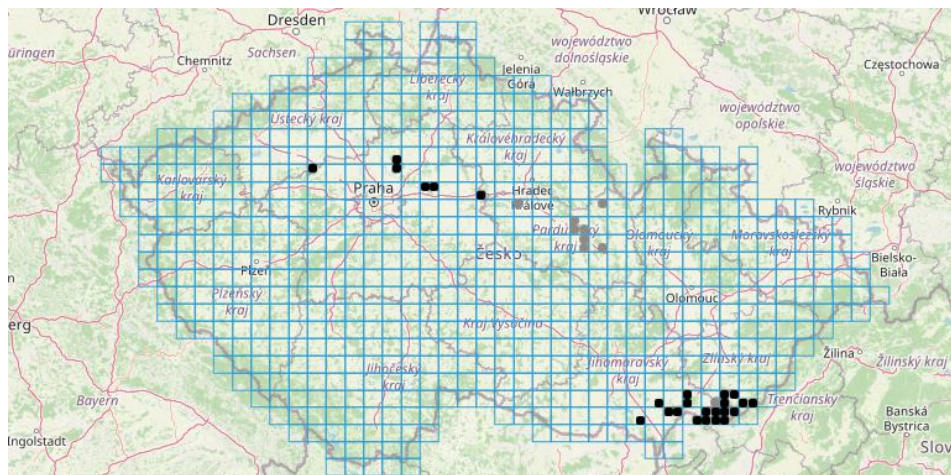 Dresden
Wrocław
üringen
Sachsen
Chemnitz
województwo
dolnośląskie
Jelenia
Góra
Wałbrzych
Częstochowa
Liberecký
kraj
Ústecký kraj
województwo
opolskie
Královéhradecký
kraj
Karlovarský
kraj
Praha
Hradec
Králové
województwo
śląskie
Rybnik
Pardubický
kraj
Olomoucký
kraj
Moravskoslezský
kraj
Česko
Bielsko-
Biała
Plzeň
Plzeňský
kraj
Olomouc
erg
Kraj Vysočina
Jihočeský
kraj
Jihomoravský
kraj
Zlínský kraj
Žilina
Žilinský kraj
Bayern
Trenčiansky
kraj
Banská
Bystrica
Ingolstadt
Slov